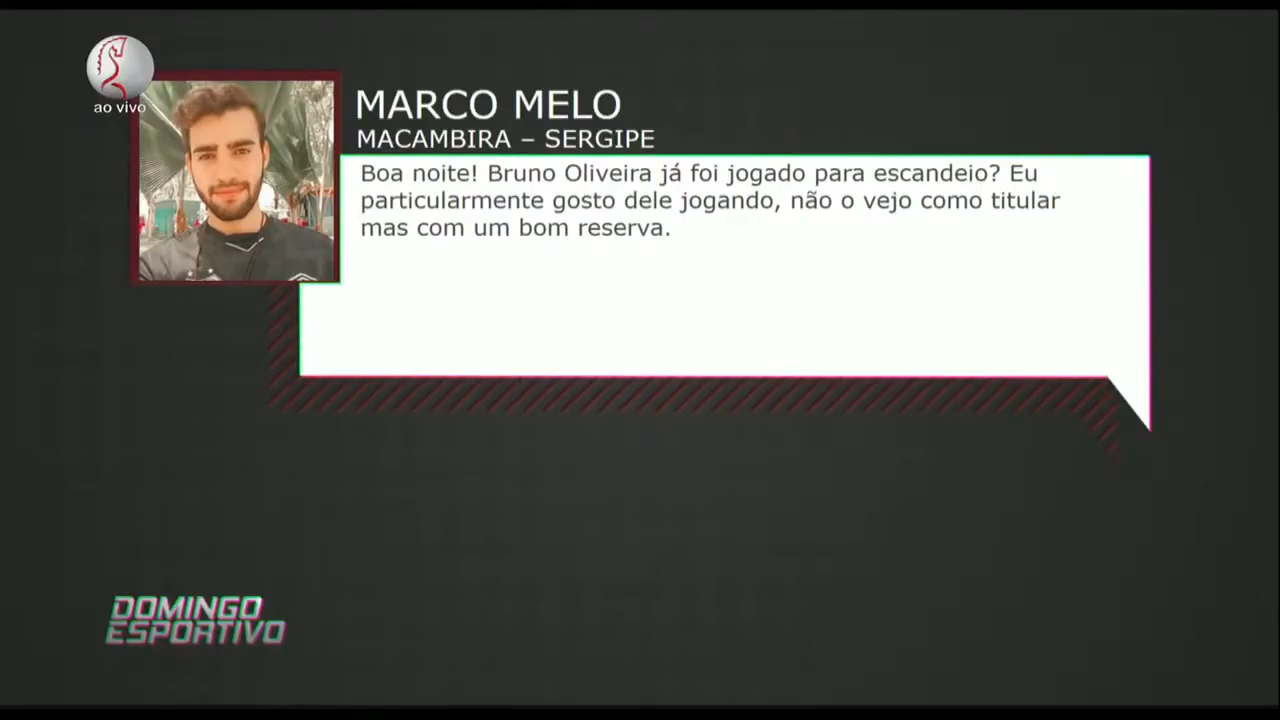 ao vivo
MARCO MELO
MACAMBIRA – SERGIPE
Boa noite! Bruno Oliveira já foi jogado para escandeio? Eu
particularmente gosto dele jogando, não o vejo como titular
mas com um bom reserva.
DOMINGO
ESPORTIVO